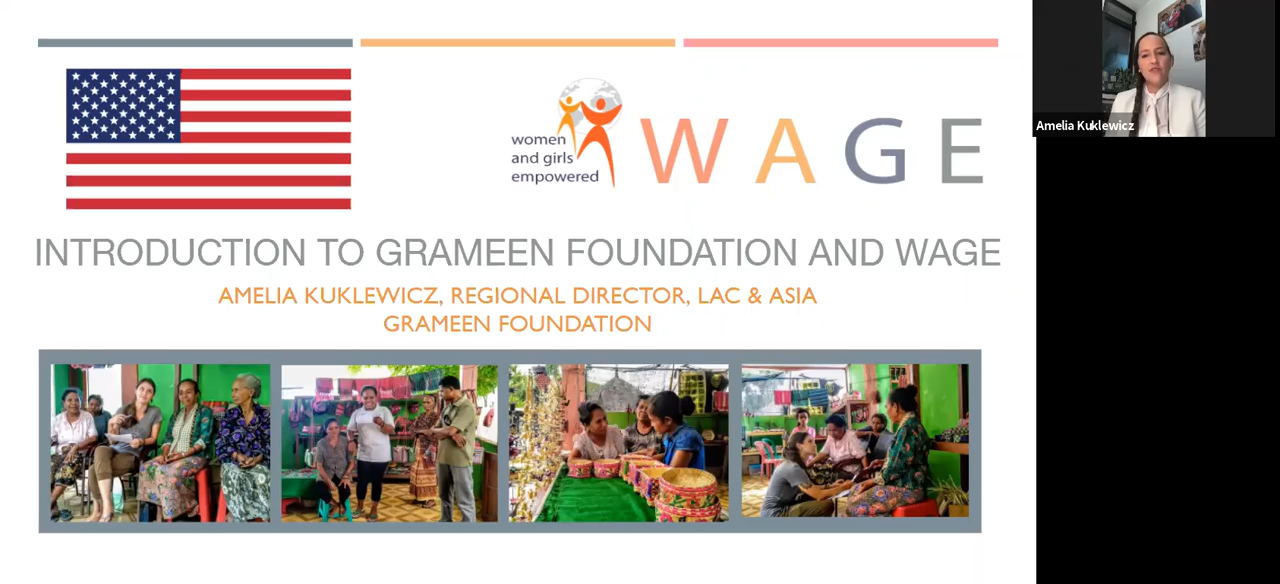 women
and girls
empowered
WAGE
INTRODUCTION TO GRAMEEN FOUNDATION AND WAGE
AMELIA KUKLEWICZ, REGIONAL DIRECTOR, LAC & ASIA
GRAMEEN FOUNDATION
Amelia Kuklewicz